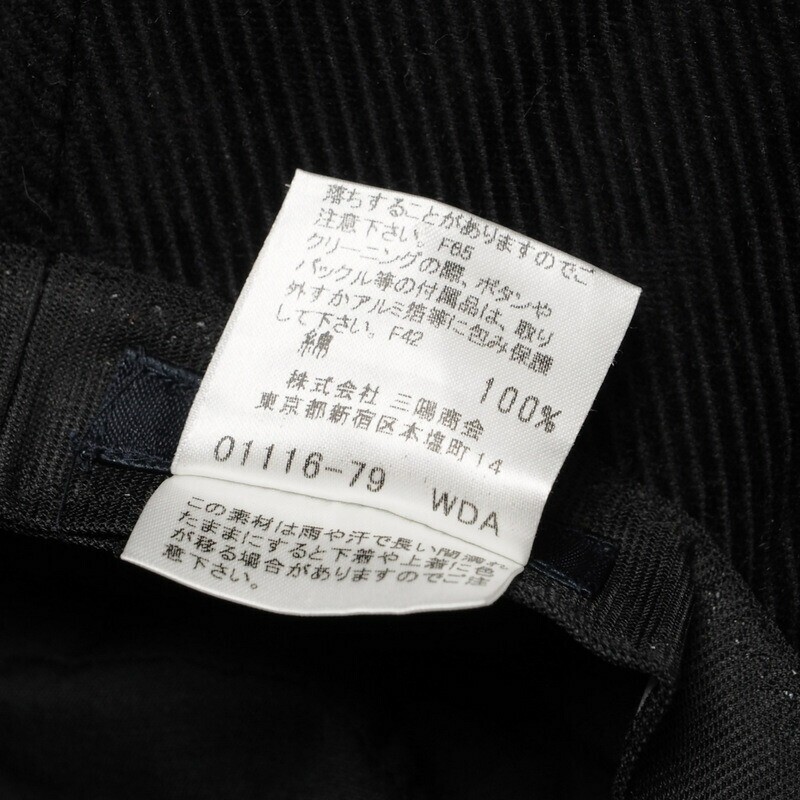 落ちすることがありますのでご
注意下さい。F65
クリーニングの際、ボタンや
バックル等の付属品は、取り
外すかアルミ箔等に包み保護
して下さい。F42
綿 100%
株式会社 三陽商会
東京都新宿区本塩町14
01116-79 WDA
この素材は雨や汗で長い間濡れ
たままにすると下着や上着に色
が移る場合がありますのでご注
意下さい。